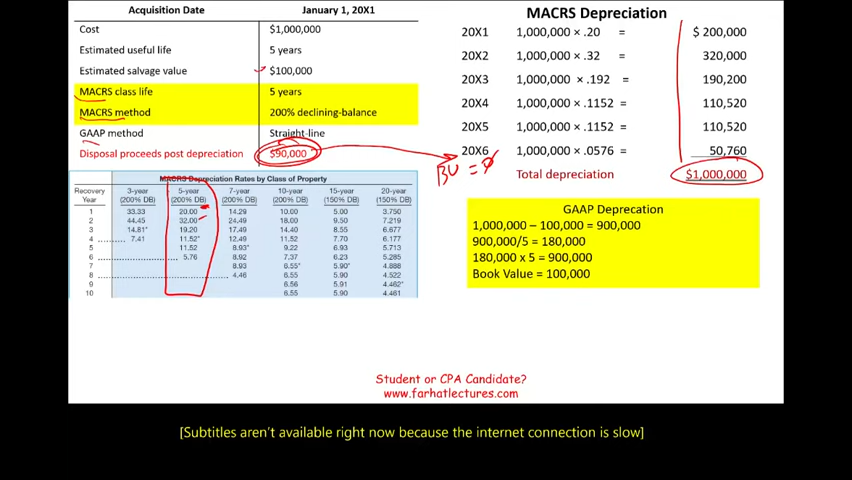 Acquisition Date January 1, 20X1
Cost $1,000,000
Estimated useful life 5 years
Estimated salvage value $100,000
MACRS class life 5 years
MACRS method 200% declining-balance
GAAP method Straight-line
Disposal proceeds post depreciation $90,000
MACRS Depreciation
20X1 1,000,000 × .20 = $ 200,000
20X2 1,000,000 × .32 = 320,000
20X3 1,000,000 × .192 = 190,200
20X4 1,000,000 × .1152 = 110,520
20X5 1,000,000 × .1152 = 110,520
20X6 1,000,000 × .0576 = 50,760
BV = 0
Total depreciation $1,000,000
MACRS Depreciation Rates by Class of Property
Recovery Year 3-year (200% DB) 5-year (200% DB) 7-year (200% DB) 10-year (200% DB) 15-year (150% DB) 20-year (150% DB)
1 33.33 20.00 14.29 10.00 5.00 3.750
2 44.45 32.00 24.49 18.00 9.50 7.219
3 14.81* 19.20 17.49 14.40 8.55 6.677
4 7.41 11.52* 12.49 11.52 7.70 6.177
5 11.52 8.93* 9.22 6.93 5.713
6 5.76 8.92 7.37 6.23 5.285
7 8.93 6.55* 5.90* 4.888
8 4.46 6.55 5.90 4.522
9 6.56 5.91 4.462*
10 6.55 5.90 4.461
GAAP Deprecation
1,000,000 – 100,000 = 900,000
900,000/5 = 180,000
180,000 x 5 = 900,000
Book Value = 100,000
Student or CPA Candidate?
www.farhatlectures.com
[Subtitles aren't available right now because the internet connection is slow]